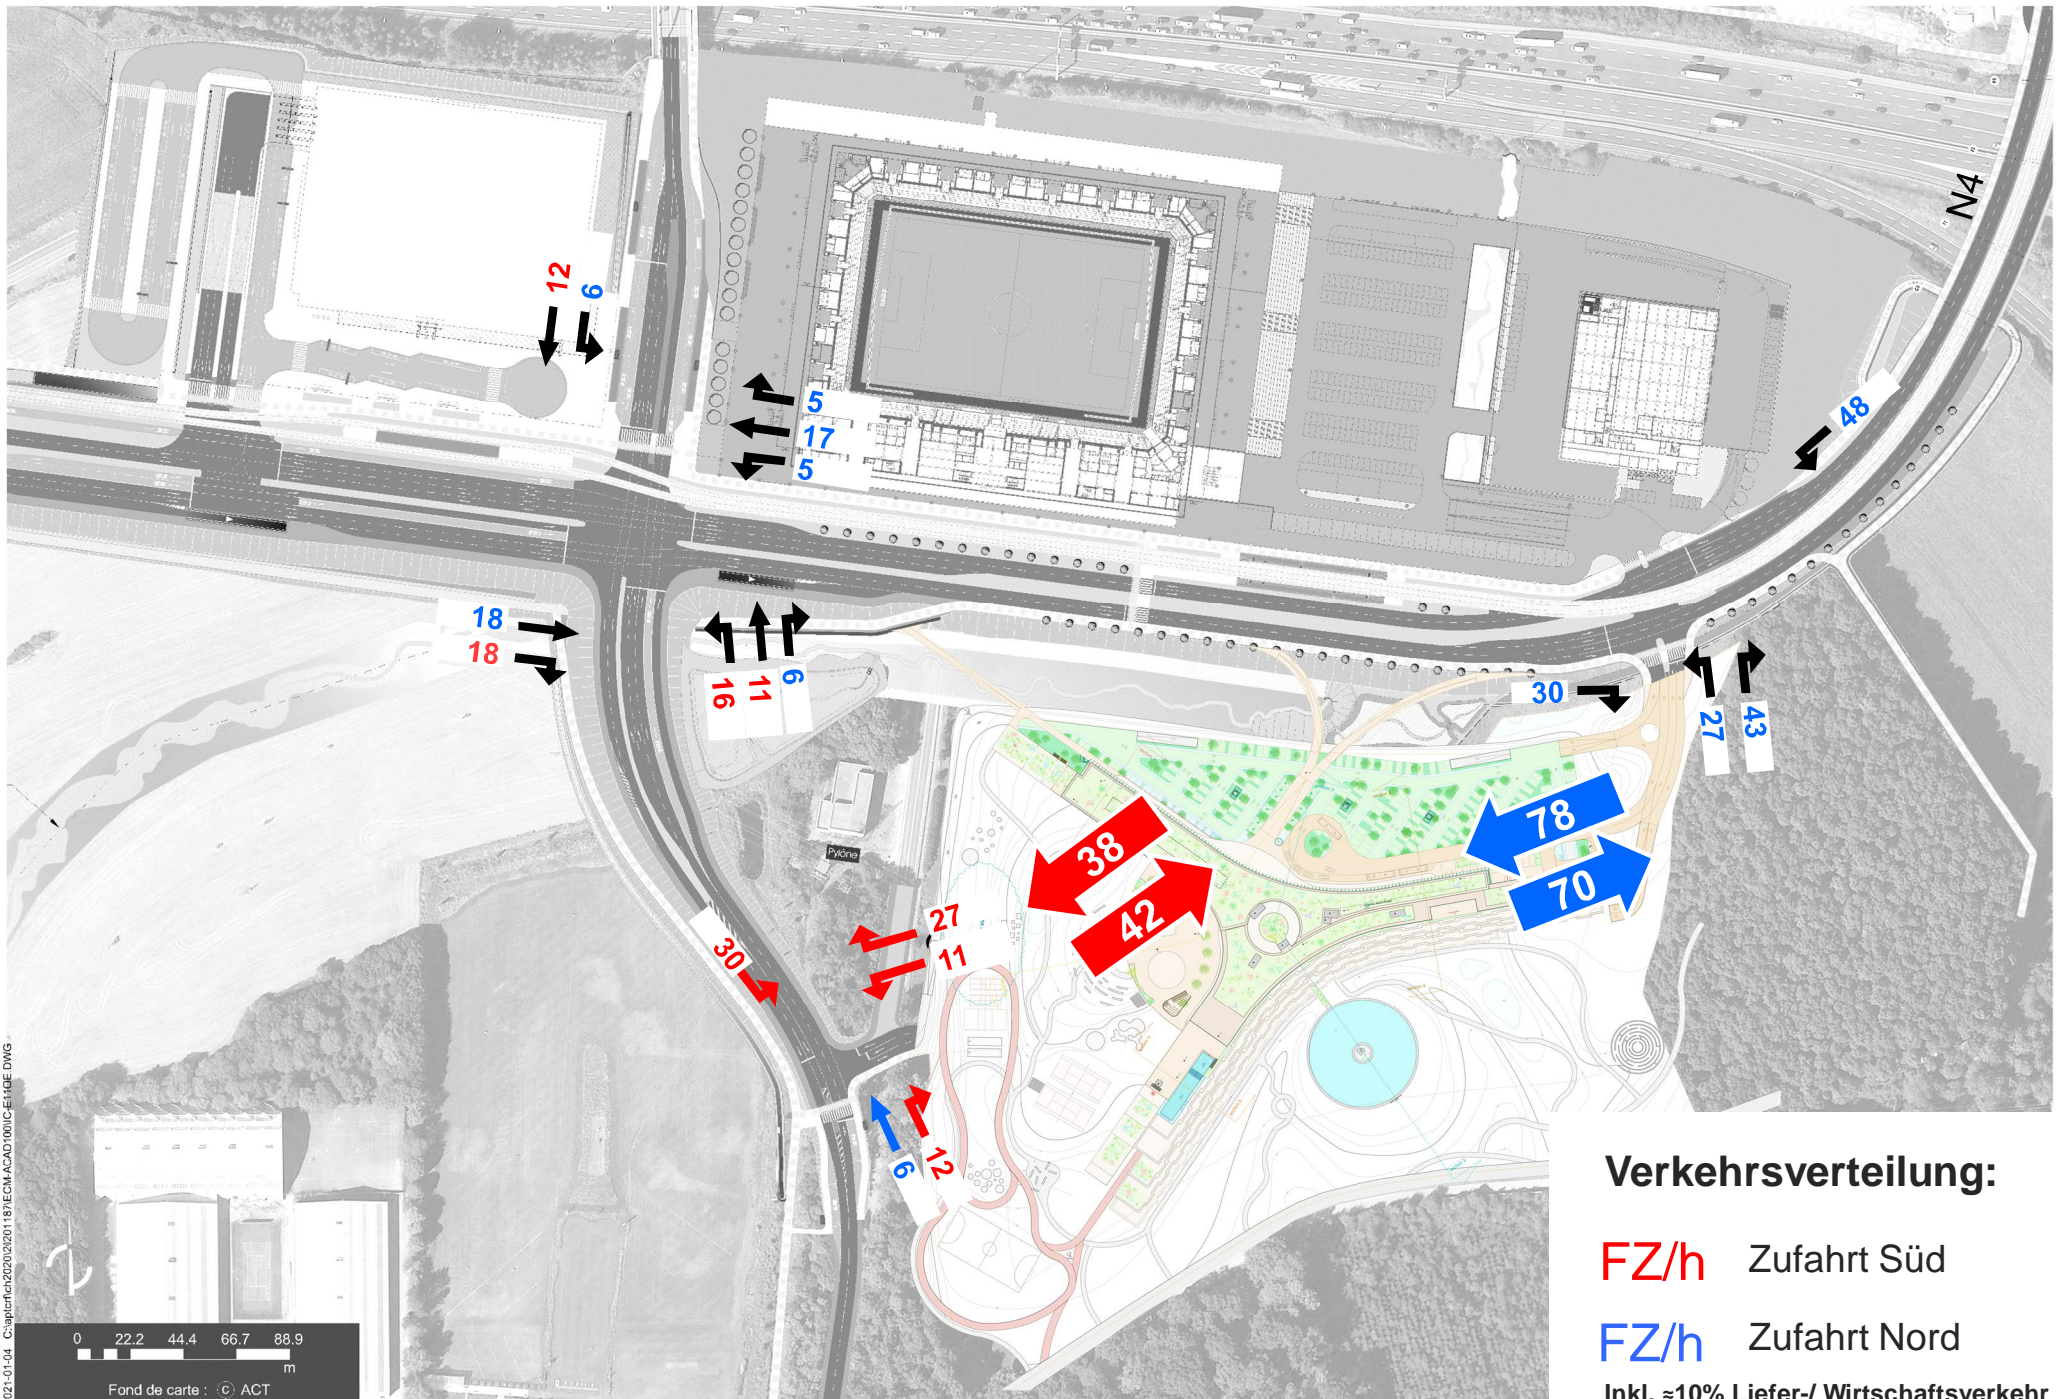 N4
12
6
5
17
5
48
18
18
16
11
6
30
27
43
78
70
38
42
27
11
30
Pylône
6
12
Verkehrsverteilung:
FZ/h Zufahrt Süd
FZ/h Zufahrt Nord
Inkl. ≈10% Liefer-/ Wirtschaftsverkehr
0 22.2 44.4 66.7 88.9
m
Fond de carte : © ACT